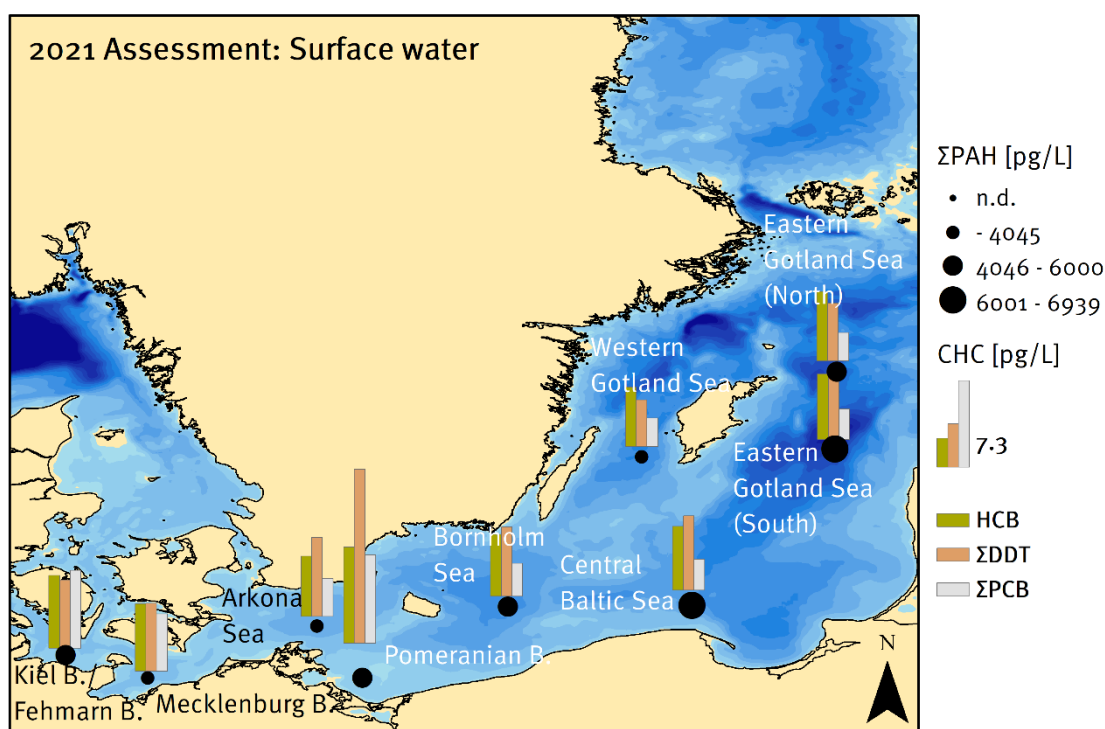 2021 Assessment: Surface water
Eastern
Gotland Sea
(North)
Western
Gotland Sea
Eastern
Gotland Sea
(South)
Bornholm
Sea
Central
Baltic Sea
Arkona
Sea
Pomeranian B.
Kiel B.
Fehmarn B.
Mecklenburg B.
N
ΣPAH [pg/L]
n.d.
- 4045
4046 - 6000
6001 - 6939
CHC [pg/L]
7.3
HCB
ΣDDT
ΣPCB